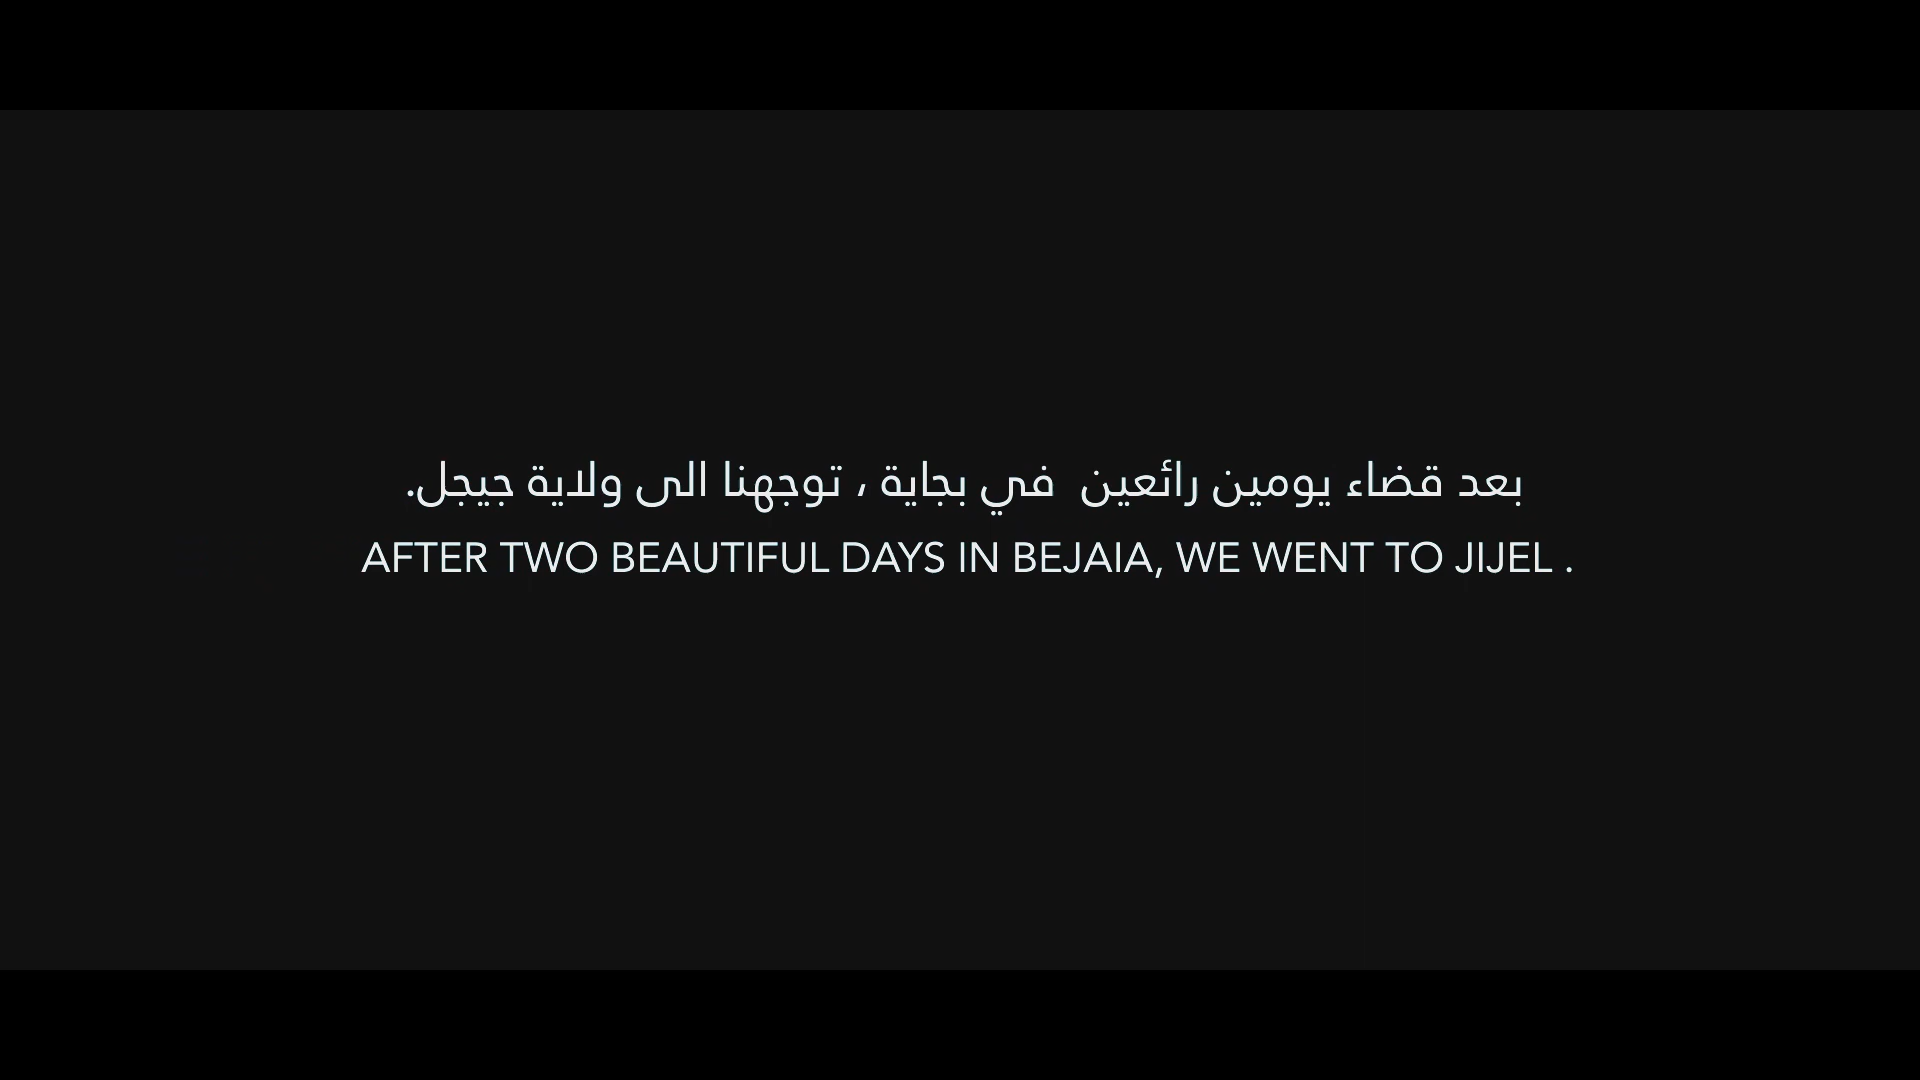 بعد قضاء يومين رائعين  في بجاية ، توجهنا الى ولاية جيجل.
AFTER TWO BEAUTIFUL DAYS IN BEJAIA, WE WENT TO JIJEL .